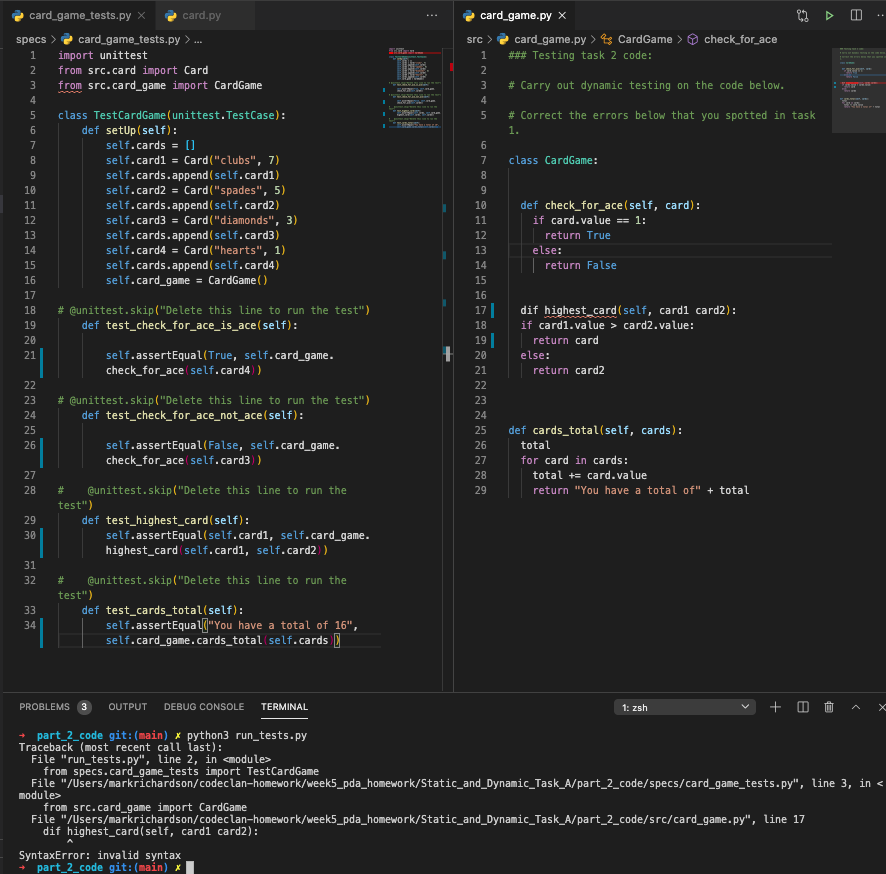 card_game_tests.py × card.py ···
specs > card_game_tests.py > ...
1 import unittest
2 from src.card import Card
3 from src.card_game import CardGame
4
5 class TestCardGame(unittest.TestCase):
6 def setUp(self):
7 self.cards = []
8 self.card1 = Card("clubs", 7)
9 self.cards.append(self.card1)
10 self.card2 = Card("spades", 5)
11 self.cards.append(self.card2)
12 self.card3 = Card("diamonds", 3)
13 self.cards.append(self.card3)
14 self.card4 = Card("hearts", 1)
15 self.cards.append(self.card4)
16 self.card_game = CardGame()
17
18 # @unittest.skip("Delete this line to run the test")
19 def test_check_for_ace_is_ace(self):
20
21 self.assertEqual(True, self.card_game.
check_for_ace(self.card4))
22
23 # @unittest.skip("Delete this line to run the test")
24 def test_check_for_ace_not_ace(self):
25
26 self.assertEqual(False, self.card_game.
check_for_ace(self.card3))
27
28 # @unittest.skip("Delete this line to run the
test")
29 def test_highest_card(self):
30 self.assertEqual(self.card1, self.card_game.
highest_card(self.card1, self.card2))
31
32 # @unittest.skip("Delete this line to run the
test")
33 def test_cards_total(self):
34 self.assertEqual("You have a total of 16",
self.card_game.cards_total(self.cards))
card_game.py × ···
src > card_game.py > CardGame > check_for_ace
1 ### Testing task 2 code:
2
3 # Carry out dynamic testing on the code below.
4
5 # Correct the errors below that you spotted in task
1.
6
7 class CardGame:
8
9
10 def check_for_ace(self, card):
11 if card.value == 1:
12 return True
13 else:
14 return False
15
16
17 dif highest_card(self, card1 card2):
18 if card1.value > card2.value:
19 return card
20 else:
21 return card2
22
23
24
25 def cards_total(self, cards):
26 total
27 for card in cards:
28 total += card.value
29 return "You have a total of" + total
PROBLEMS 3 OUTPUT DEBUG CONSOLE TERMINAL 1: zsh
→ part_2_code git:(main) ✗ python3 run_tests.py
Traceback (most recent call last):
File "run_tests.py", line 2, in <module>
from specs.card_game_tests import TestCardGame
File "/Users/markrichardson/codeclan-homework/week5_pda_homework/Static_and_Dynamic_Task_A/part_2_code/specs/card_game_tests.py", line 3, in <
module>
from src.card_game import CardGame
File "/Users/markrichardson/codeclan-homework/week5_pda_homework/Static_and_Dynamic_Task_A/part_2_code/src/card_game.py", line 17
dif highest_card(self, card1 card2):
^
SyntaxError: invalid syntax
→ part_2_code git:(main) ✗